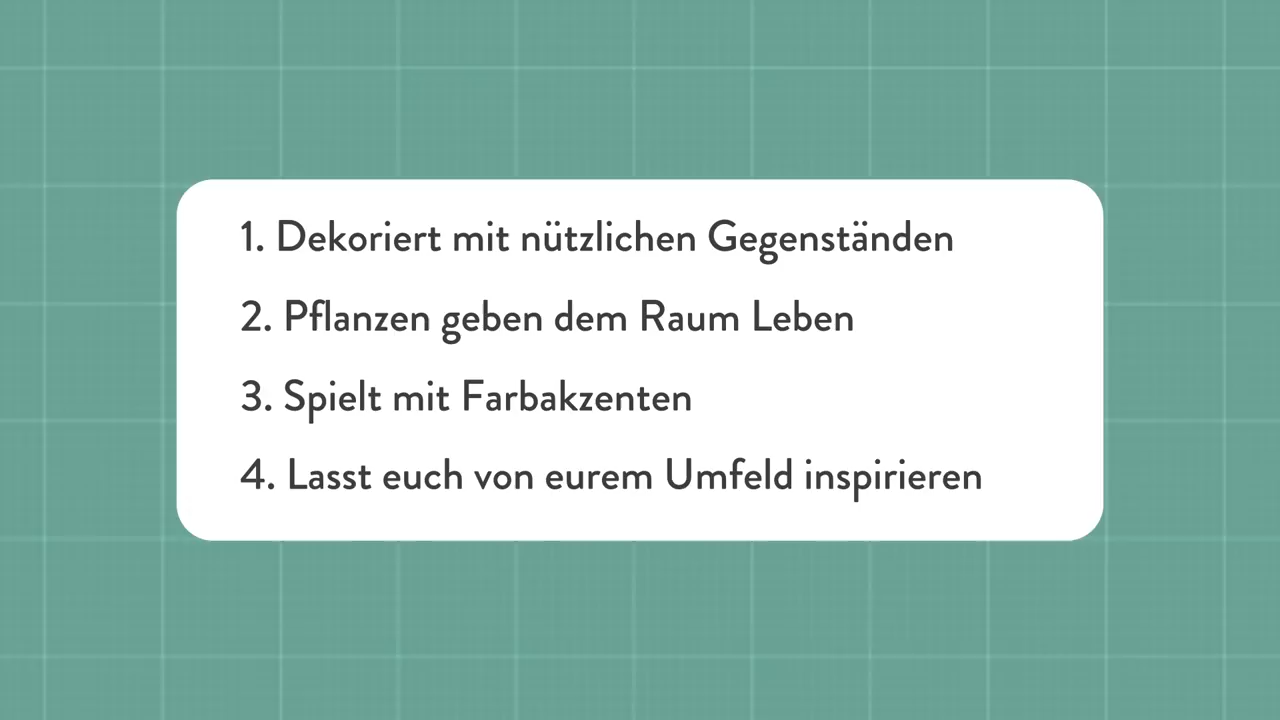 1. Dekoriert mit nützlichen Gegenständen
2. Pflanzen geben dem Raum Leben
3. Spielt mit Farbakzenten
4. Lasst euch von eurem Umfeld inspirieren